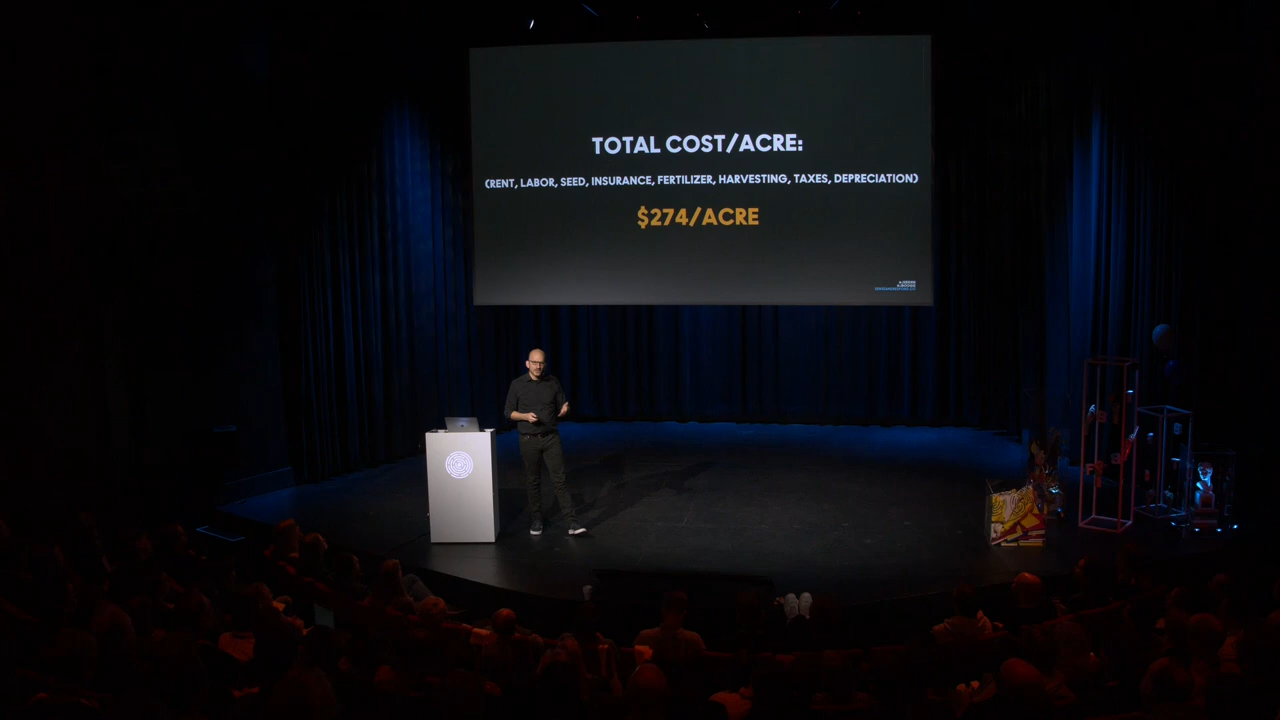 TOTAL COST/ACRE:
(RENT, LABOR, SEED, INSURANCE, FERTILIZER, HARVESTING, TAXES, DEPRECIATION)
$274/ACRE